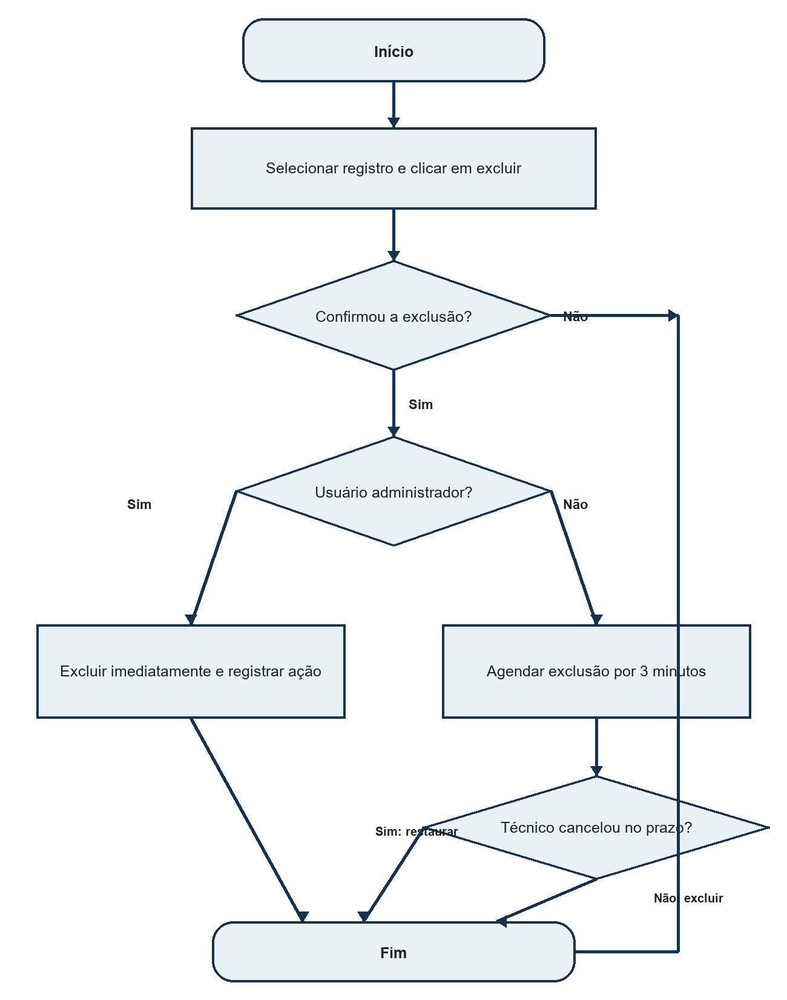 Início
Selecionar registro e clicar em excluir
Confirmou a exclusão?
Não
Sim
Usuário administrador?
Sim
Não
Excluir imediatamente e registrar ação
Agendar exclusão por 3 minutos
Técnico cancelou no prazo?
Sim: restaurar
Não: excluir
Fim